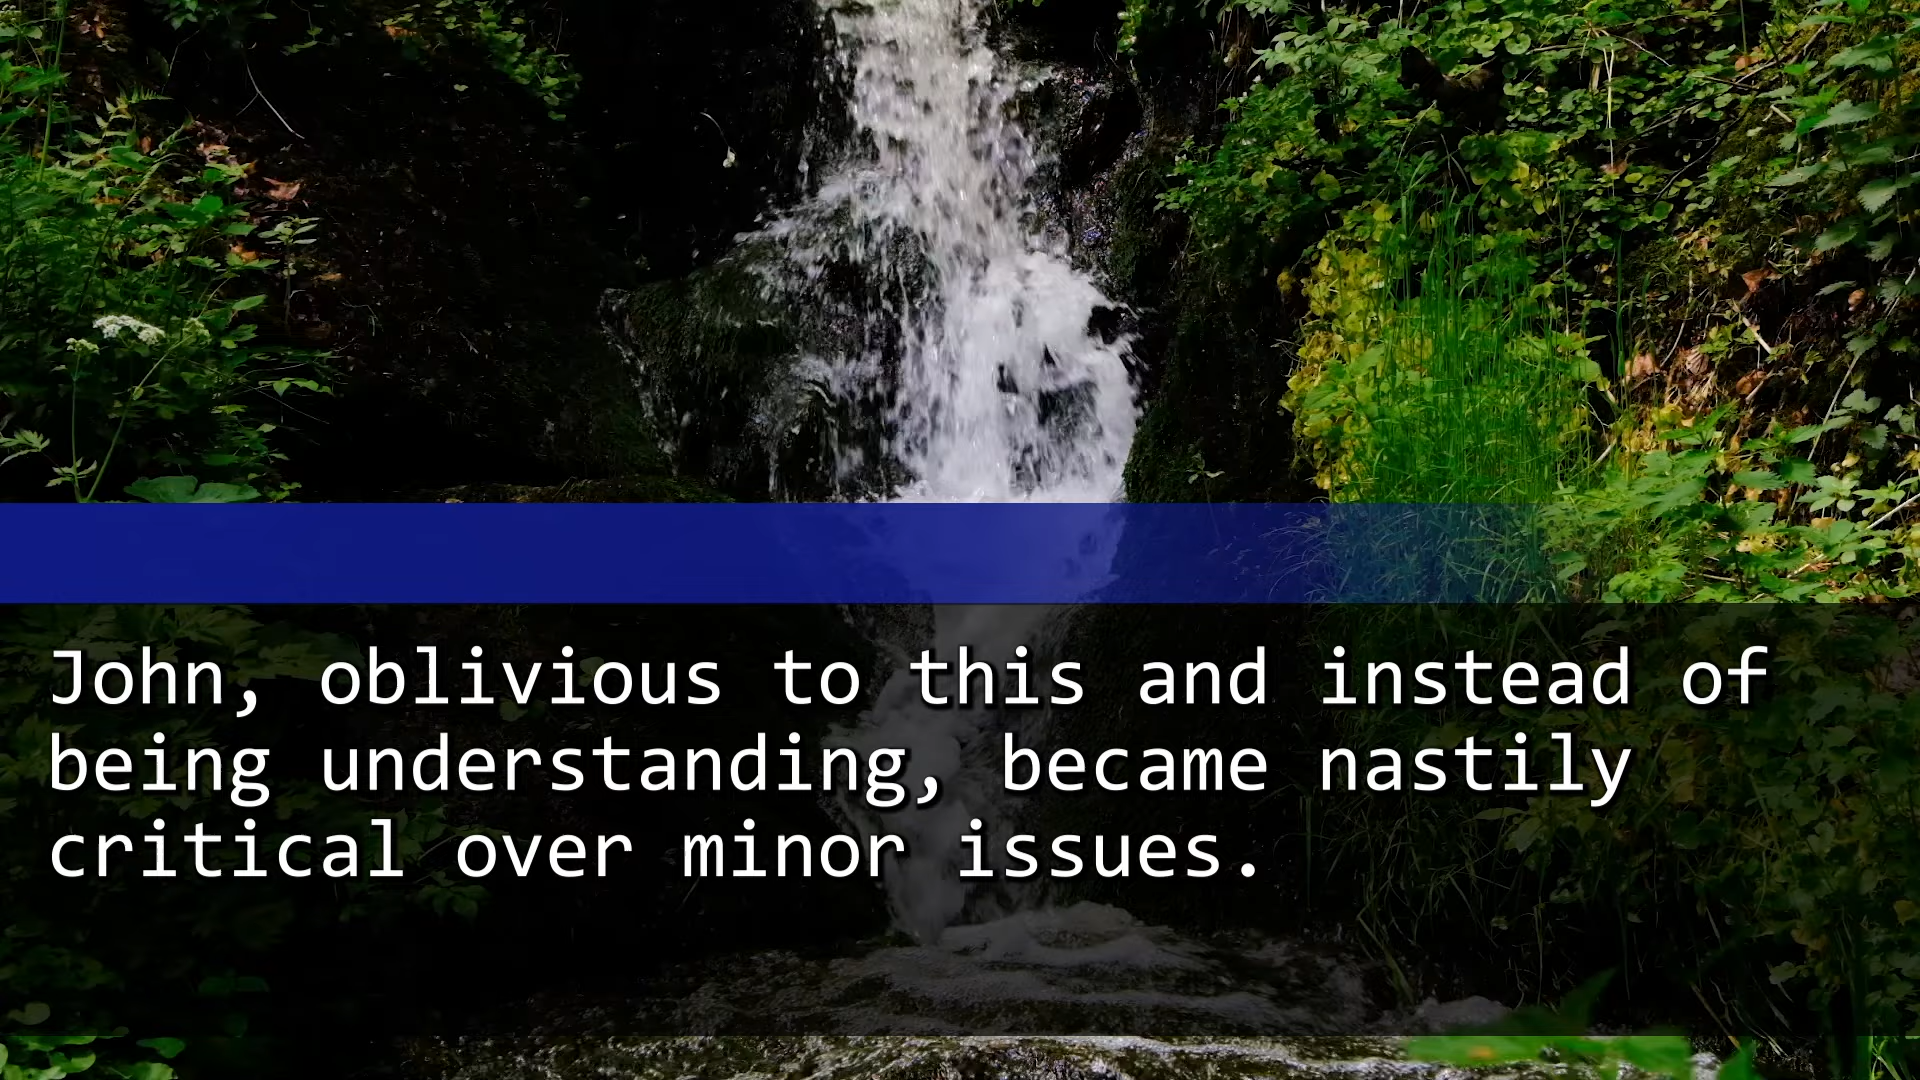 John, oblivious to this and instead of
being understanding, became nastily
critical over minor issues.